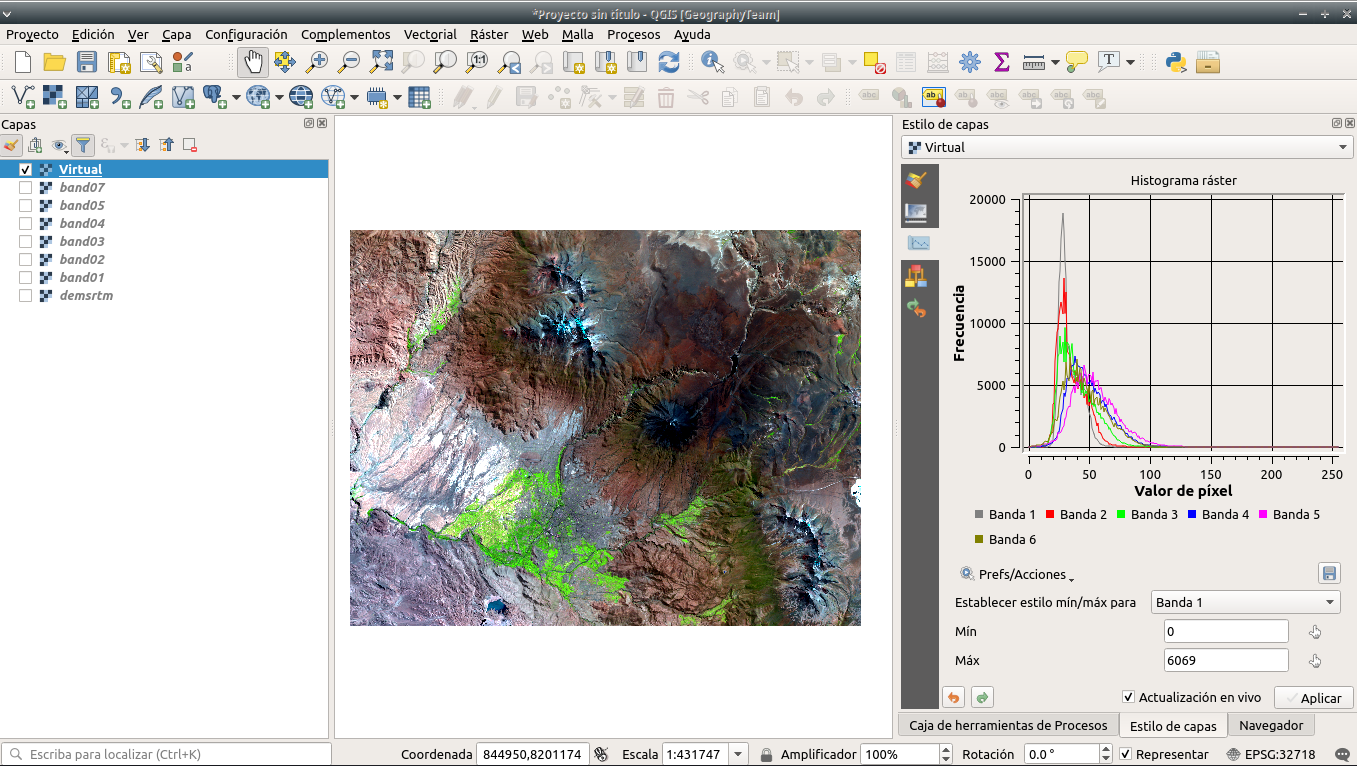 *Proyecto sin título - QGIS [GeographyTeam]
Proyecto Edición Ver Capa Configuración Complementos Vectorial Ráster Web Malla Procesos Ayuda
Capas
Virtual
band07
band05
band04
band03
band02
band01
demsrtm
Estilo de capas
Virtual
Histograma ráster
20000
15000
10000
5000
0
Frecuencia
0 50 100 150 200 250
Valor de píxel
Banda 1 Banda 2 Banda 3 Banda 4 Banda 5
Banda 6
Prefs/Acciones
Establecer estilo mín/máx para Banda 1
Mín 0
Máx 6069
Actualización en vivo Aplicar
Caja de herramientas de Procesos Estilo de capas Navegador
Escriba para localizar (Ctrl+K) Coordenada 844950,8201174 Escala 1:431747 Amplificador 100% Rotación 0.0 ° Representar EPSG:32718